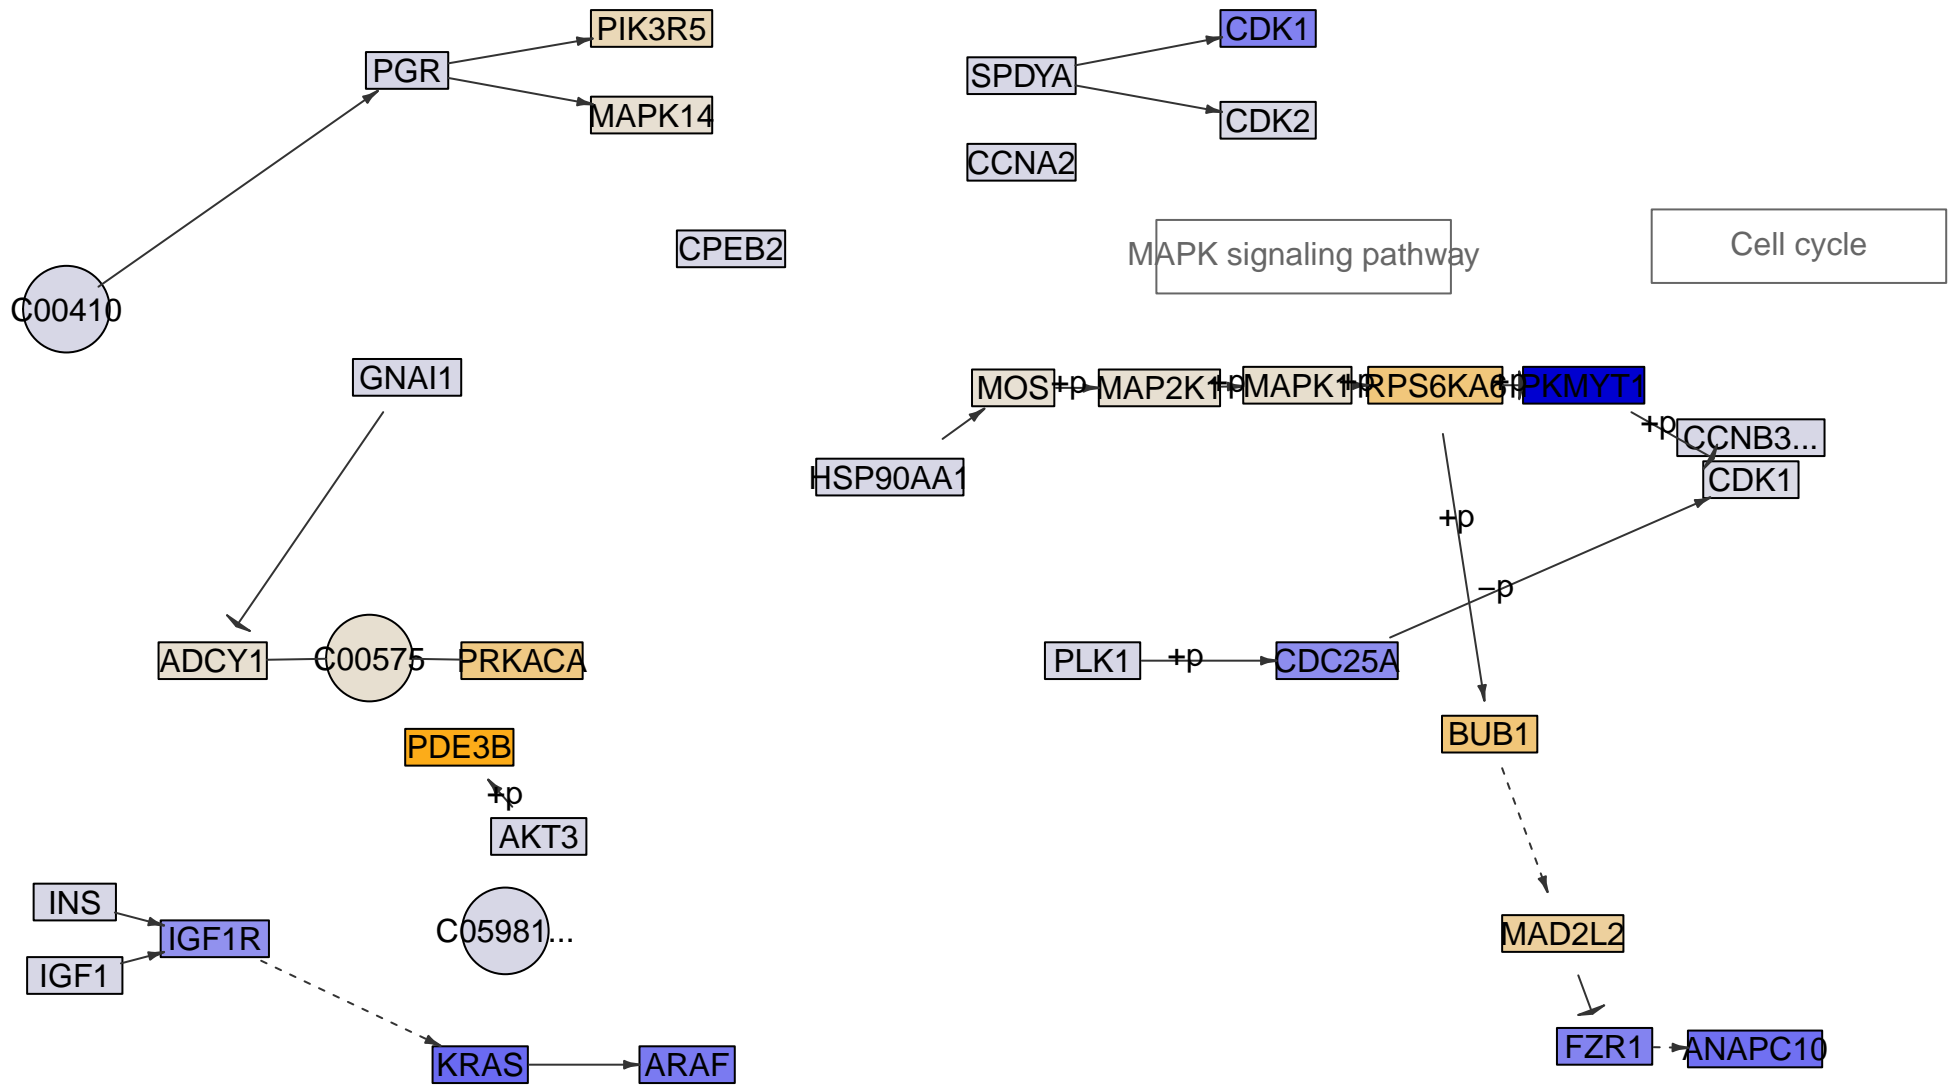 PIK3R5
CDK1
PGR
SPDYA
MAPK14
CDK2
CCNA2
CPEB2
MAPK signaling pathway
Cell cycle
C00410
GNAI1
MOS
+p
MAP2K1
+p
MAPK1
+p
RPS6KA6
+p
PKMYT1
+p
CCNB3...
HSP90AA1
CDK1
+p
−p
ADCY1
C00575
PRKACA
PLK1
+p
CDC25A
BUB1
PDE3B
+p
AKT3
INS
IGF1R
C05981...
MAD2L2
IGF1
KRAS
ARAF
FZR1
ANAPC10